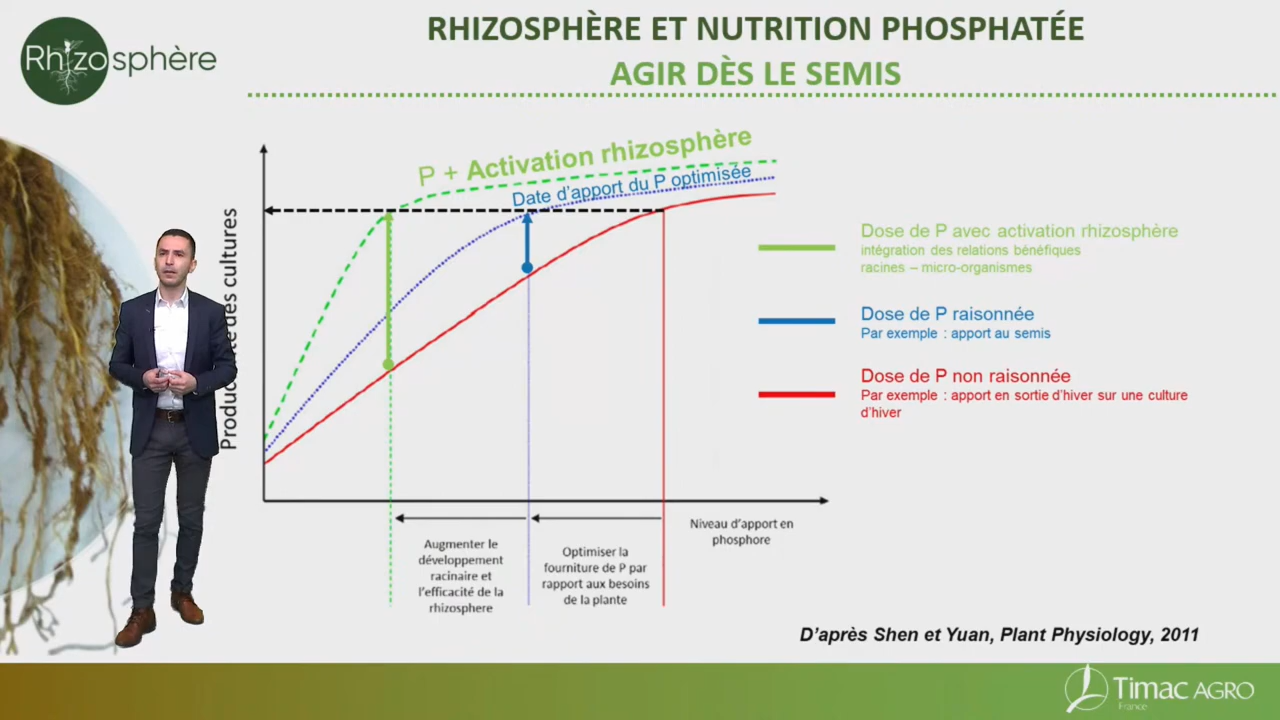 Rhizosphère
RHIZOSPHÈRE ET NUTRITION PHOSPHATÉE
AGIR DÈS LE SEMIS
P + Activation rhizosphère
Date d'apport du P optimisée
des cultures
Dose de P avec activation rhizosphère
intégration des relations bénéfiques
racines – micro-organismes
Dose de P raisonnée
Par exemple : apport au semis
Dose de P non raisonnée
Par exemple : apport en sortie d'hiver sur une culture
d'hiver
Niveau d'apport en
phosphore
Augmenter le
développement
racinaire et
l'efficacité de la
rhizosphere
Optimiser la
fourniture de P par
rapport aux besoins
de la plante
D'après Shen et Yuan, Plant Physiology, 2011
Timac AGRO
France